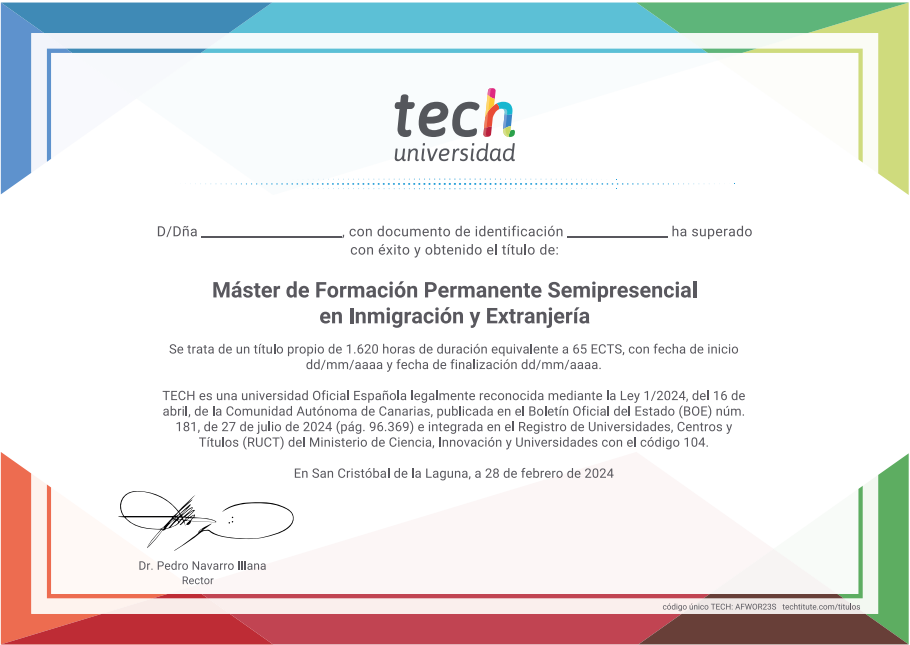 tech
universidad
D/Dña ____________________, con documento de identificación ______________ ha superado
con éxito y obtenido el título de:
Máster de Formación Permanente Semipresencial
en Inmigración y Extranjería
Se trata de un título propio de 1.620 horas de duración equivalente a 65 ECTS, con fecha de inicio
dd/mm/aaaa y fecha de finalización dd/mm/aaaa.
TECH es una universidad Oficial Española legalmente reconocida mediante la Ley 1/2024, del 16 de
abril, de la Comunidad Autónoma de Canarias, publicada en el Boletín Oficial del Estado (BOE) núm.
181, de 27 de julio de 2024 (pág. 96.369) e integrada en el Registro de Universidades, Centros y
Títulos (RUCT) del Ministerio de Ciencia, Innovación y Universidades con el código 104.
En San Cristóbal de la Laguna, a 28 de febrero de 2024
Dr. Pedro Navarro Illana
Rector
código único TECH: AFWOR23S techtitute.com/titulos